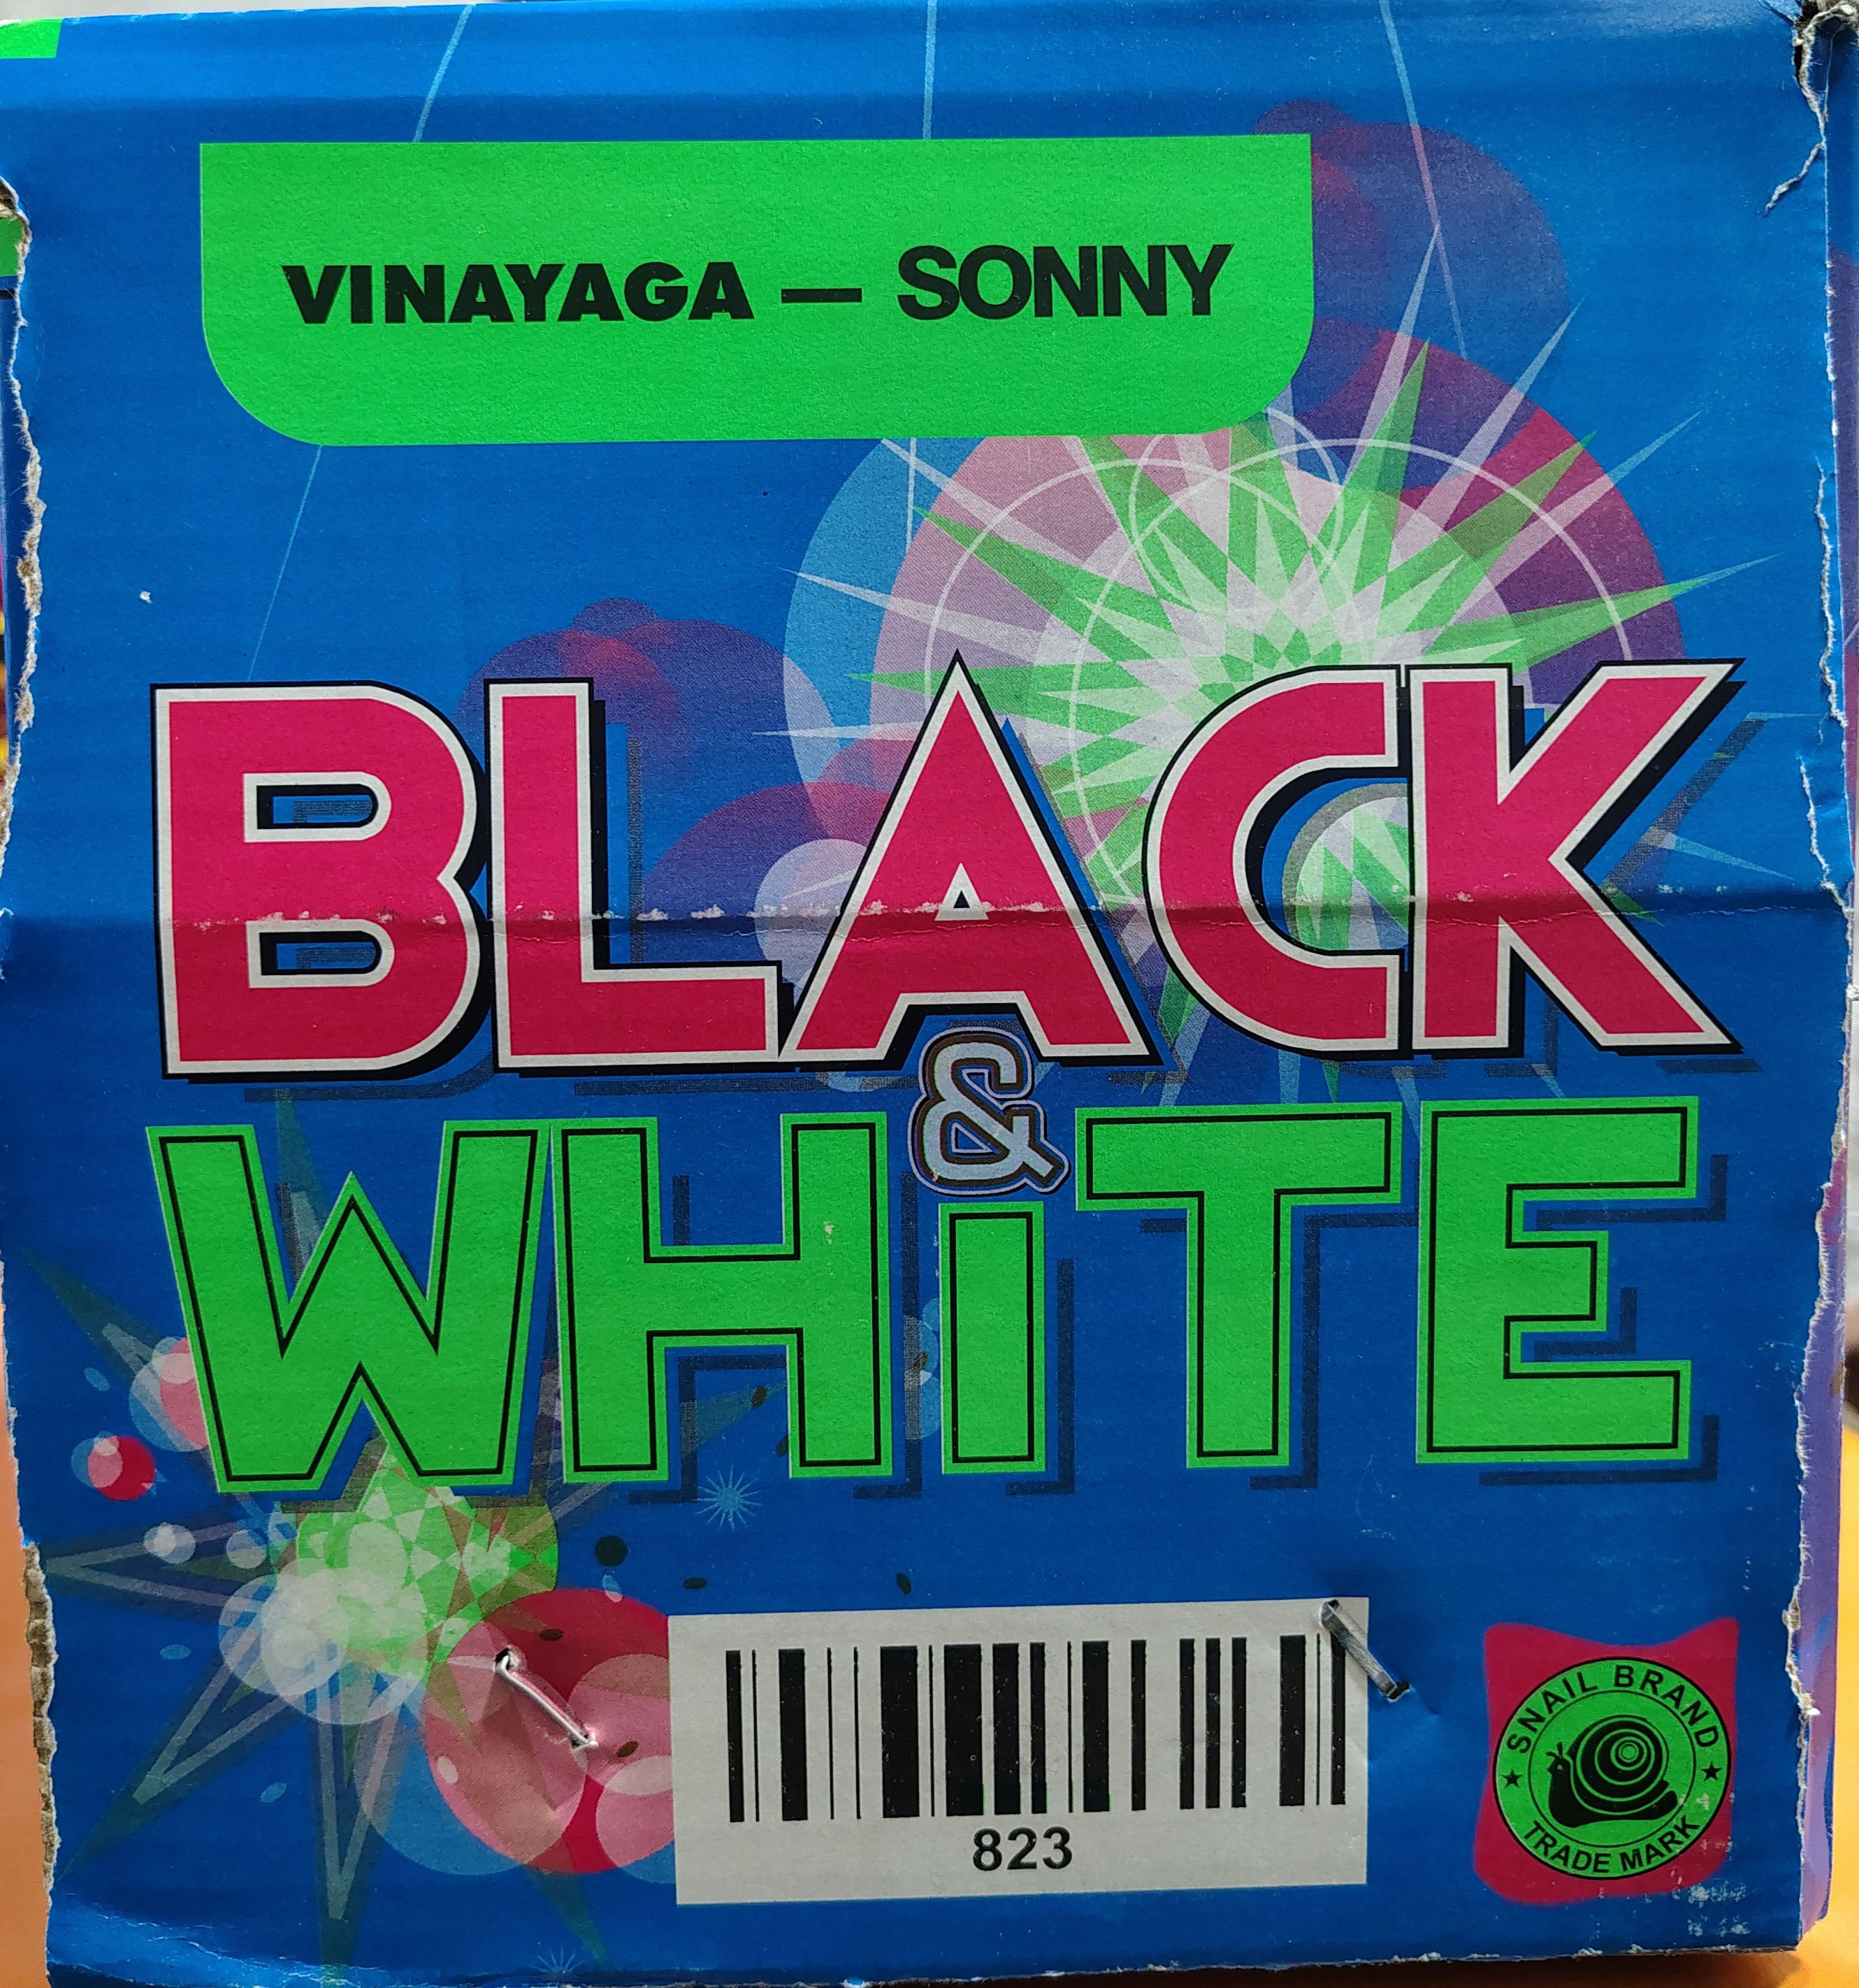 VINAYAGA — SONNY
BLACK
&
WHiTE
823
SNAIL BRAND
TRADE MARK